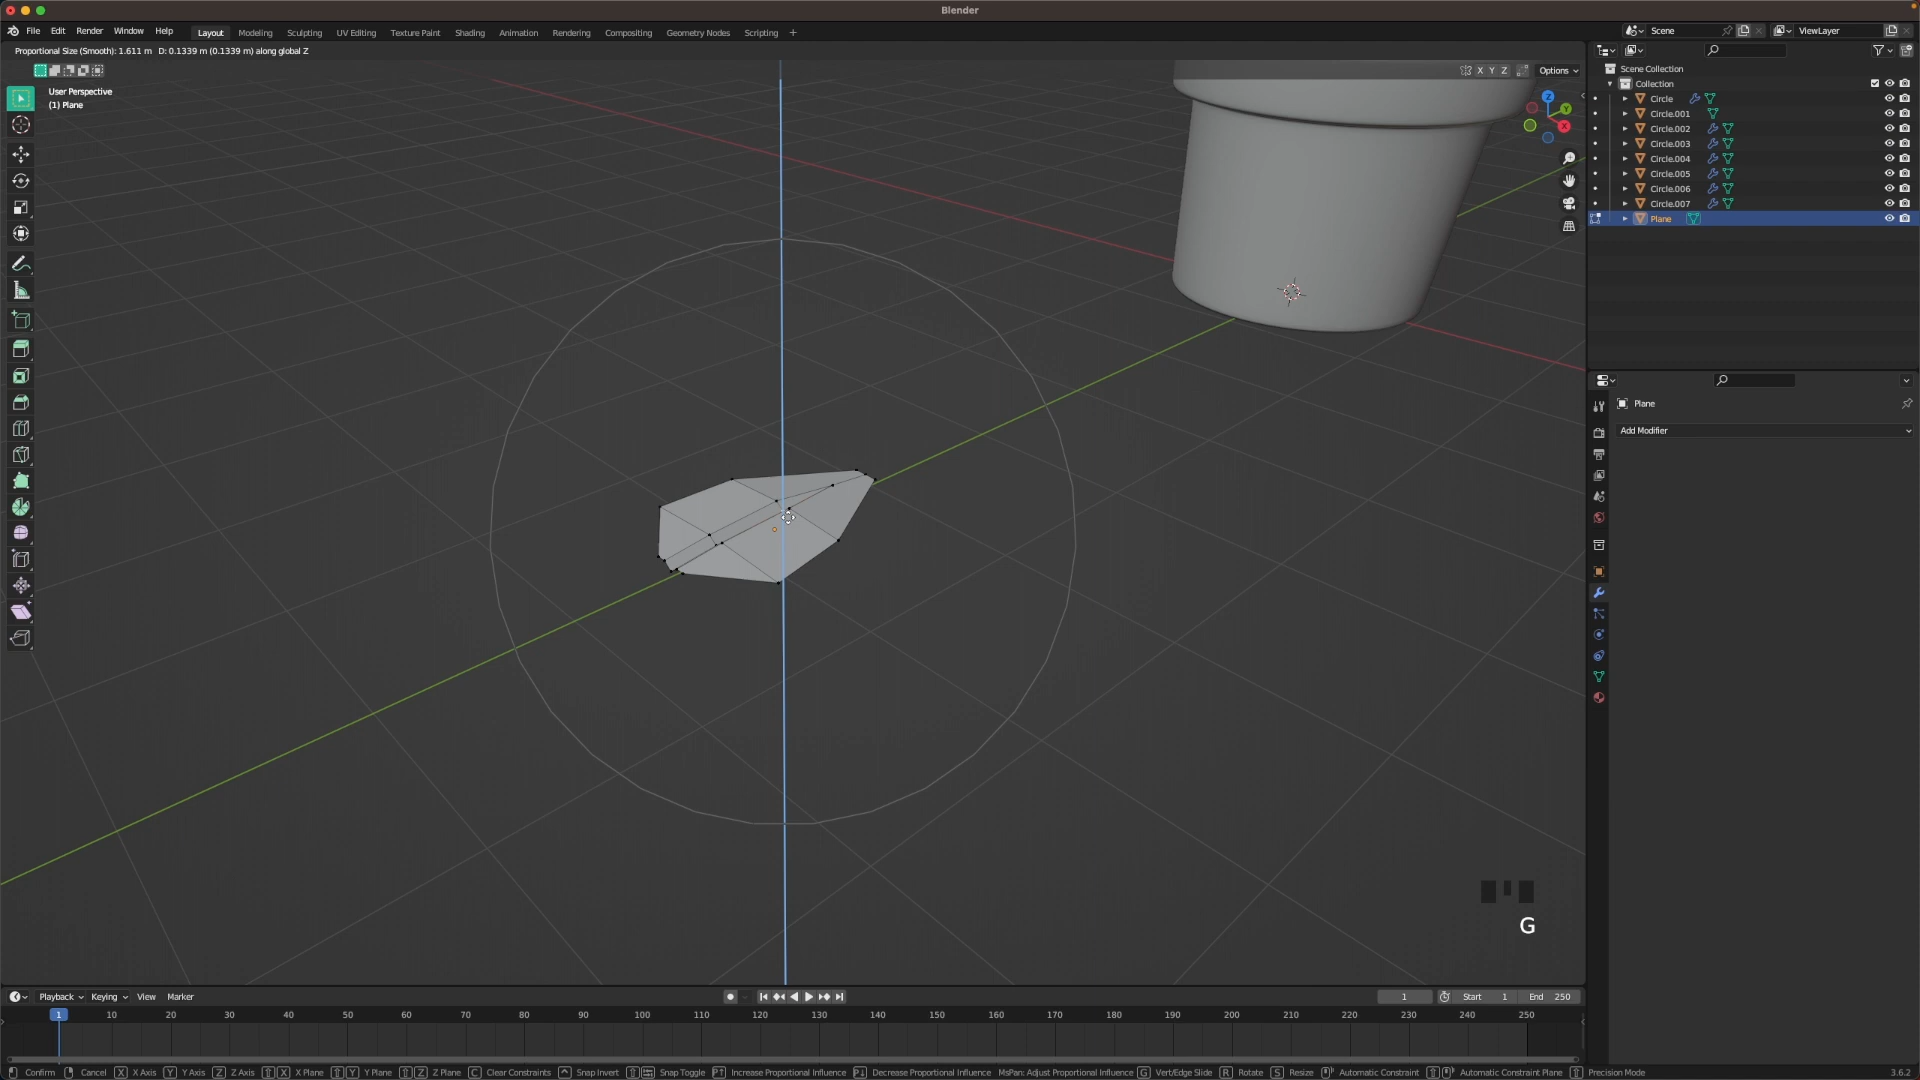 Blender
File Edit Render Window Help
Layout Modeling Sculpting UV Editing Texture Paint Shading Animation Rendering Compositing Geometry Nodes Scripting +
Scene
ViewLayer
Proportional Size (Smooth): 1.611 m D: 0.1339 m (0.1339 m) along global Z
X Y Z Options
User Perspective
(1) Plane
Z
Y
X
Scene Collection
Collection
Circle
Circle.001
Circle.002
Circle.003
Circle.004
Circle.005
Circle.006
Circle.007
Plane
Plane
Add Modifier
G
Playback Keying View Marker
1 Start 1 End 250
1 10 20 30 40 50 60 70 80 90 100 110 120 130 140 150 160 170 180 190 200 210 220 230 240 250
Confirm Cancel X X Axis Y Y Axis Z Z Axis X X Plane Y Y Plane Z Z Plane C Clear Constraints Snap Invert Snap Toggle Increase Proportional Influence Decrease Proportional Influence MsPan: Adjust Proportional Influence G Vert/Edge Slide R Rotate S Resize Automatic Constraint Automatic Constraint Plane Precision Mode 3.6.2